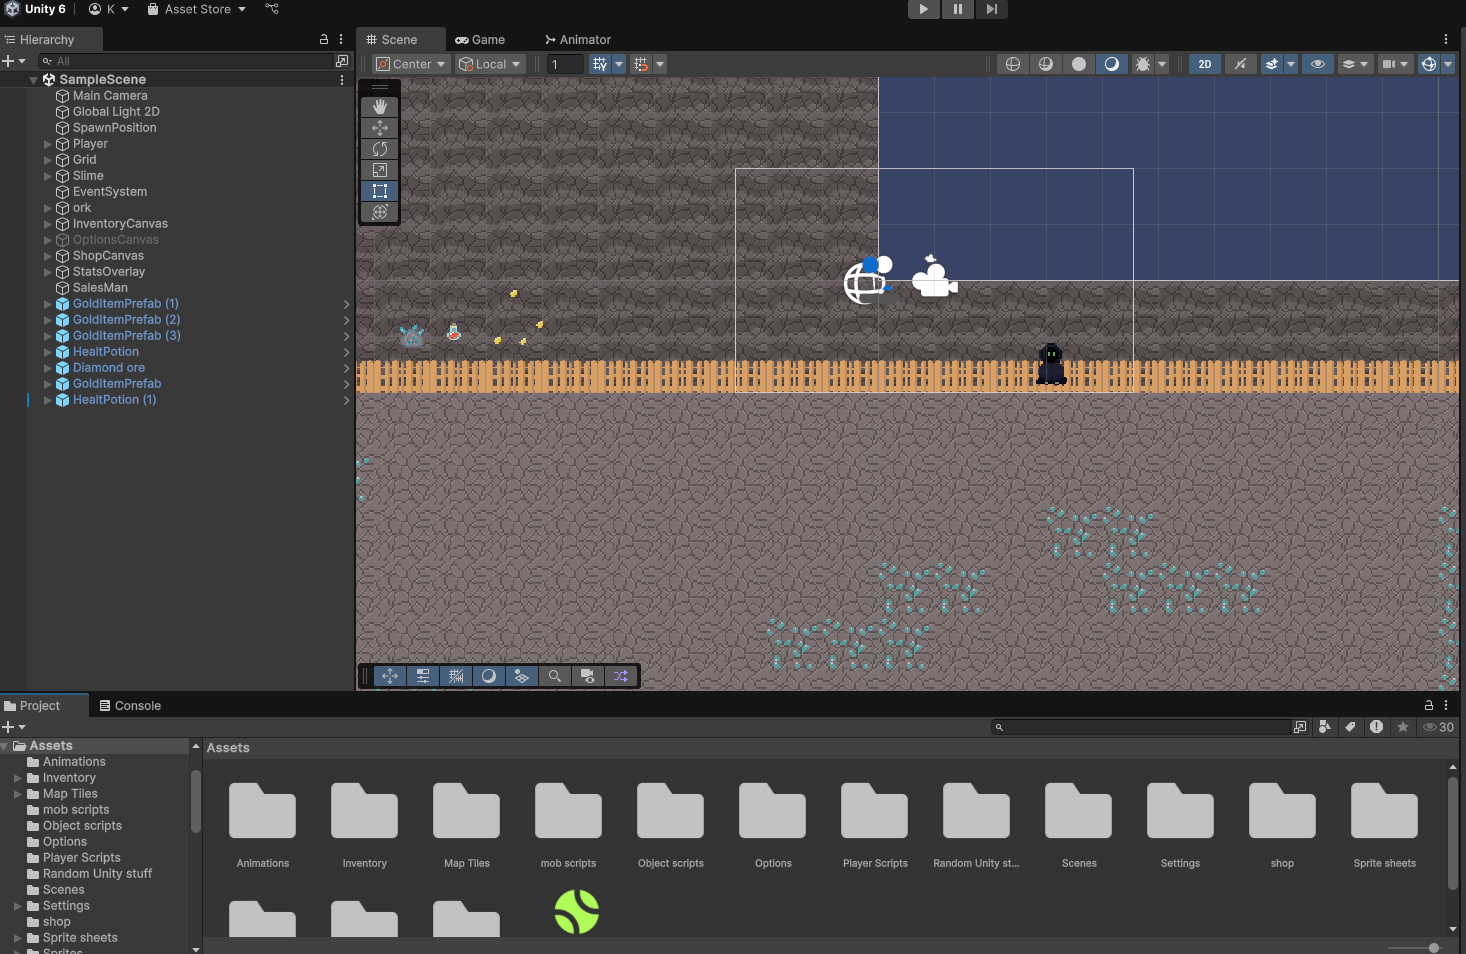 Unity 6 K Asset Store
Hierarchy
All
SampleScene
Main Camera
Global Light 2D
SpawnPosition
Player
Grid
Slime
EventSystem
ork
InventoryCanvas
OptionsCanvas
ShopCanvas
StatsOverlay
SalesMan
GoldItemPrefab (1)
GoldItemPrefab (2)
GoldItemPrefab (3)
HealtPotion
Diamond ore
GoldItemPrefab
HealtPotion (1)
Scene Game Animator
Center Local 1 2D
Project Console
30
Assets
Animations
Inventory
Map Tiles
mob scripts
Object scripts
Options
Player Scripts
Random Unity stuff
Scenes
Settings
shop
Sprite sheets
Sprites
Assets
Animations Inventory Map Tiles mob scripts Object scripts Options Player Scripts Random Unity st... Scenes Settings shop Sprite sheets